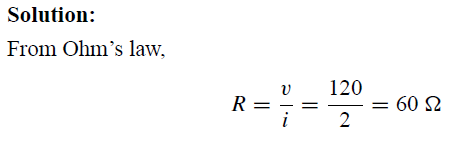 Solution:
From Ohm's law,
R = v/i = 120/2 = 60 Ω